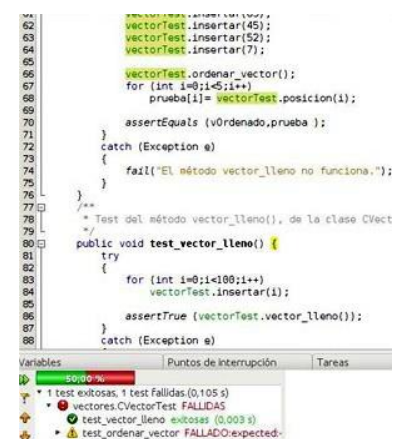 61 vectorTest.insertar(65);
62 vectorTest.insertar(45);
63 vectorTest.insertar(52);
64 vectorTest.insertar(7);
65
66 vectorTest.ordenar_vector();
67 for (int i=0;i<5;i++)
68 prueba[i]= vectorTest.posicion(i);
69
70 assertEquals (vOrdenado,prueba );
71 }
72 catch (Exception e)
73 {
74 fail("El método vector_lleno no funciona.");
75 }
76 }
77 /**
78 * Test del método vector_lleno(), de la clase CVect
79 */
80 public void test_vector_lleno() {
81 try
82 {
83 for (int i=0;i<100;i++)
84 vectorTest.insertar(i);
85
86 assertTrue (vectorTest.vector_lleno());
87 }
88 catch (Exception e)
Variables Puntos de interrupción Tareas
50,00 %
1 test exitosas, 1 test fallidas.(0,105 s)
vectores.CVectorTest FALLIDAS
test_vector_lleno exitosas (0,003 s)
test_ordenar_vector FALLADO:expected: